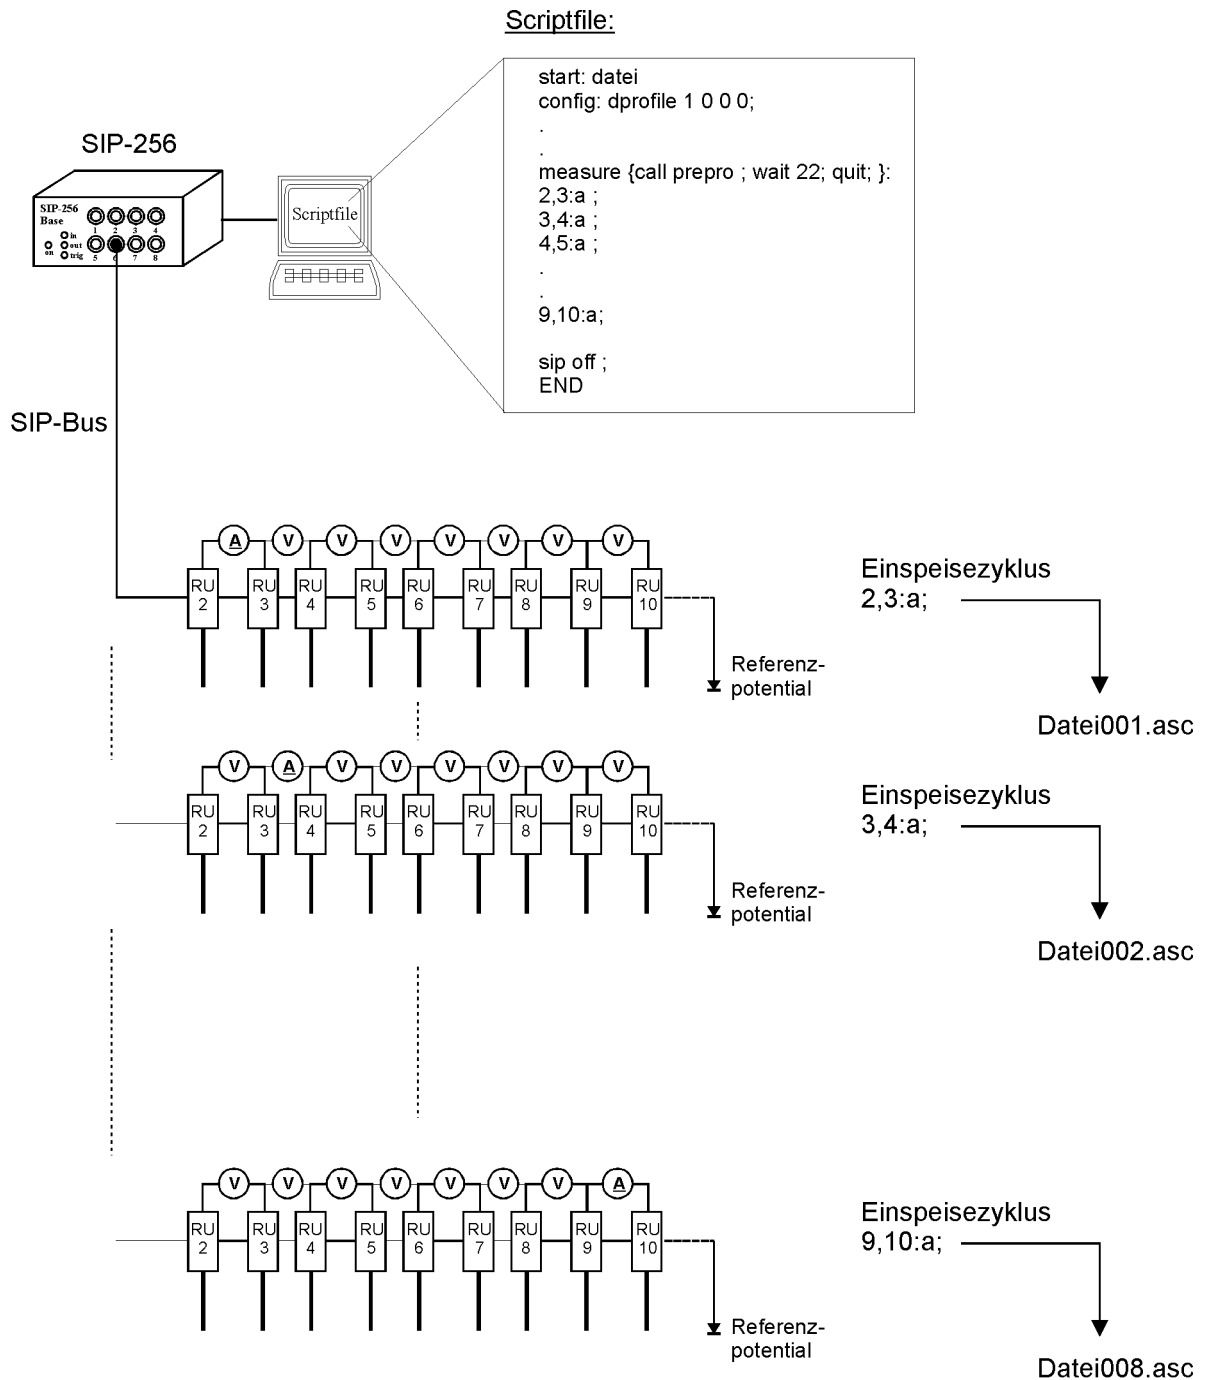 Scriptfile:
start: datei
config: dprofile 1 0 0 0;
.
.
measure {call prepro ; wait 22; quit; }:
2,3:a ;
3,4:a ;
4,5:a ;
.
.
9,10:a;
sip off ;
END
SIP-256
SIP-256
Base
1 2 3 4
in
out
trig
on
5 6 7 8
Scriptfile
SIP-Bus
A V V V V V V V
RU RU RU RU RU RU RU RU RU
2 3 4 5 6 7 8 9 10
Referenz-
potential
Einspeisezyklus
2,3:a;
Datei001.asc
V A V V V V V V
RU RU RU RU RU RU RU RU RU
2 3 4 5 6 7 8 9 10
Referenz-
potential
Einspeisezyklus
3,4:a;
Datei002.asc
V V V V V V V A
RU RU RU RU RU RU RU RU RU
2 3 4 5 6 7 8 9 10
Referenz-
potential
Einspeisezyklus
9,10:a;
Datei008.asc